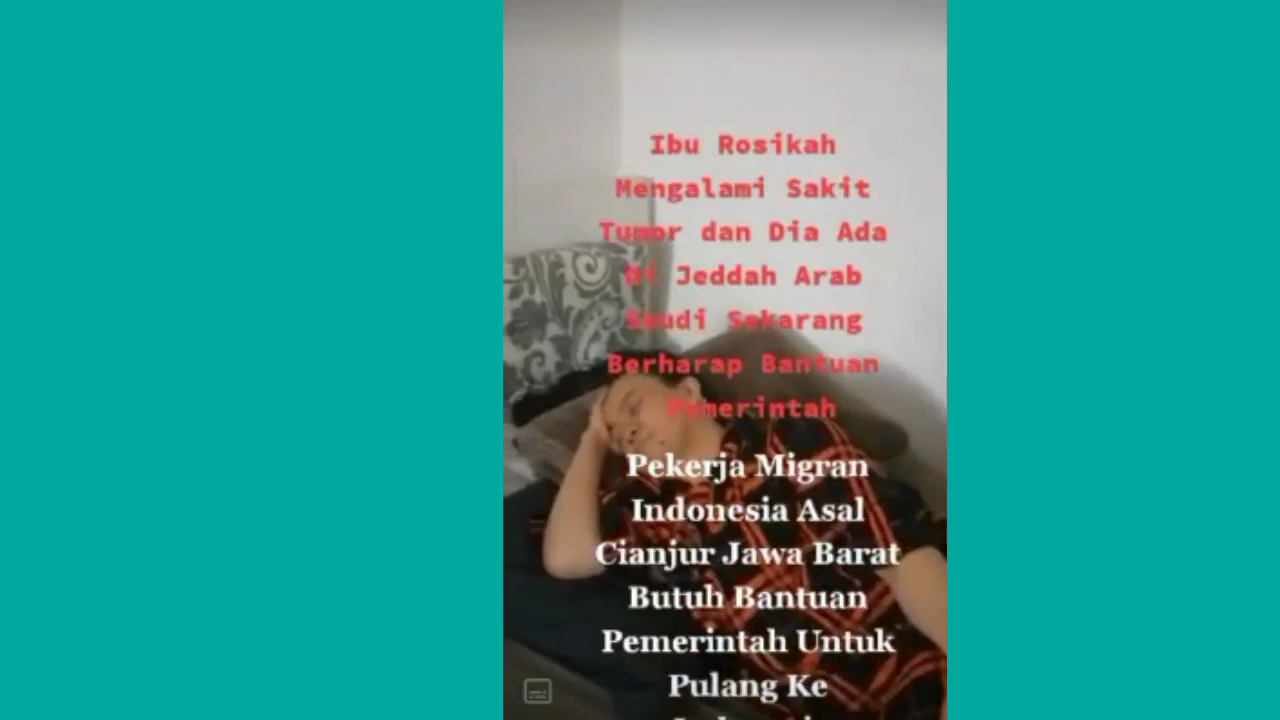 Ibu Rosikah
Mengalami Sakit
Tumor dan Dia Ada
Di Jeddah Arab
Saudi Sekarang
Berharap Bantuan
Pemerintah
Pekerja Migran
Indonesia Asal
Cianjur Jawa Barat
Butuh Bantuan
Pemerintah Untuk
Pulang Ke